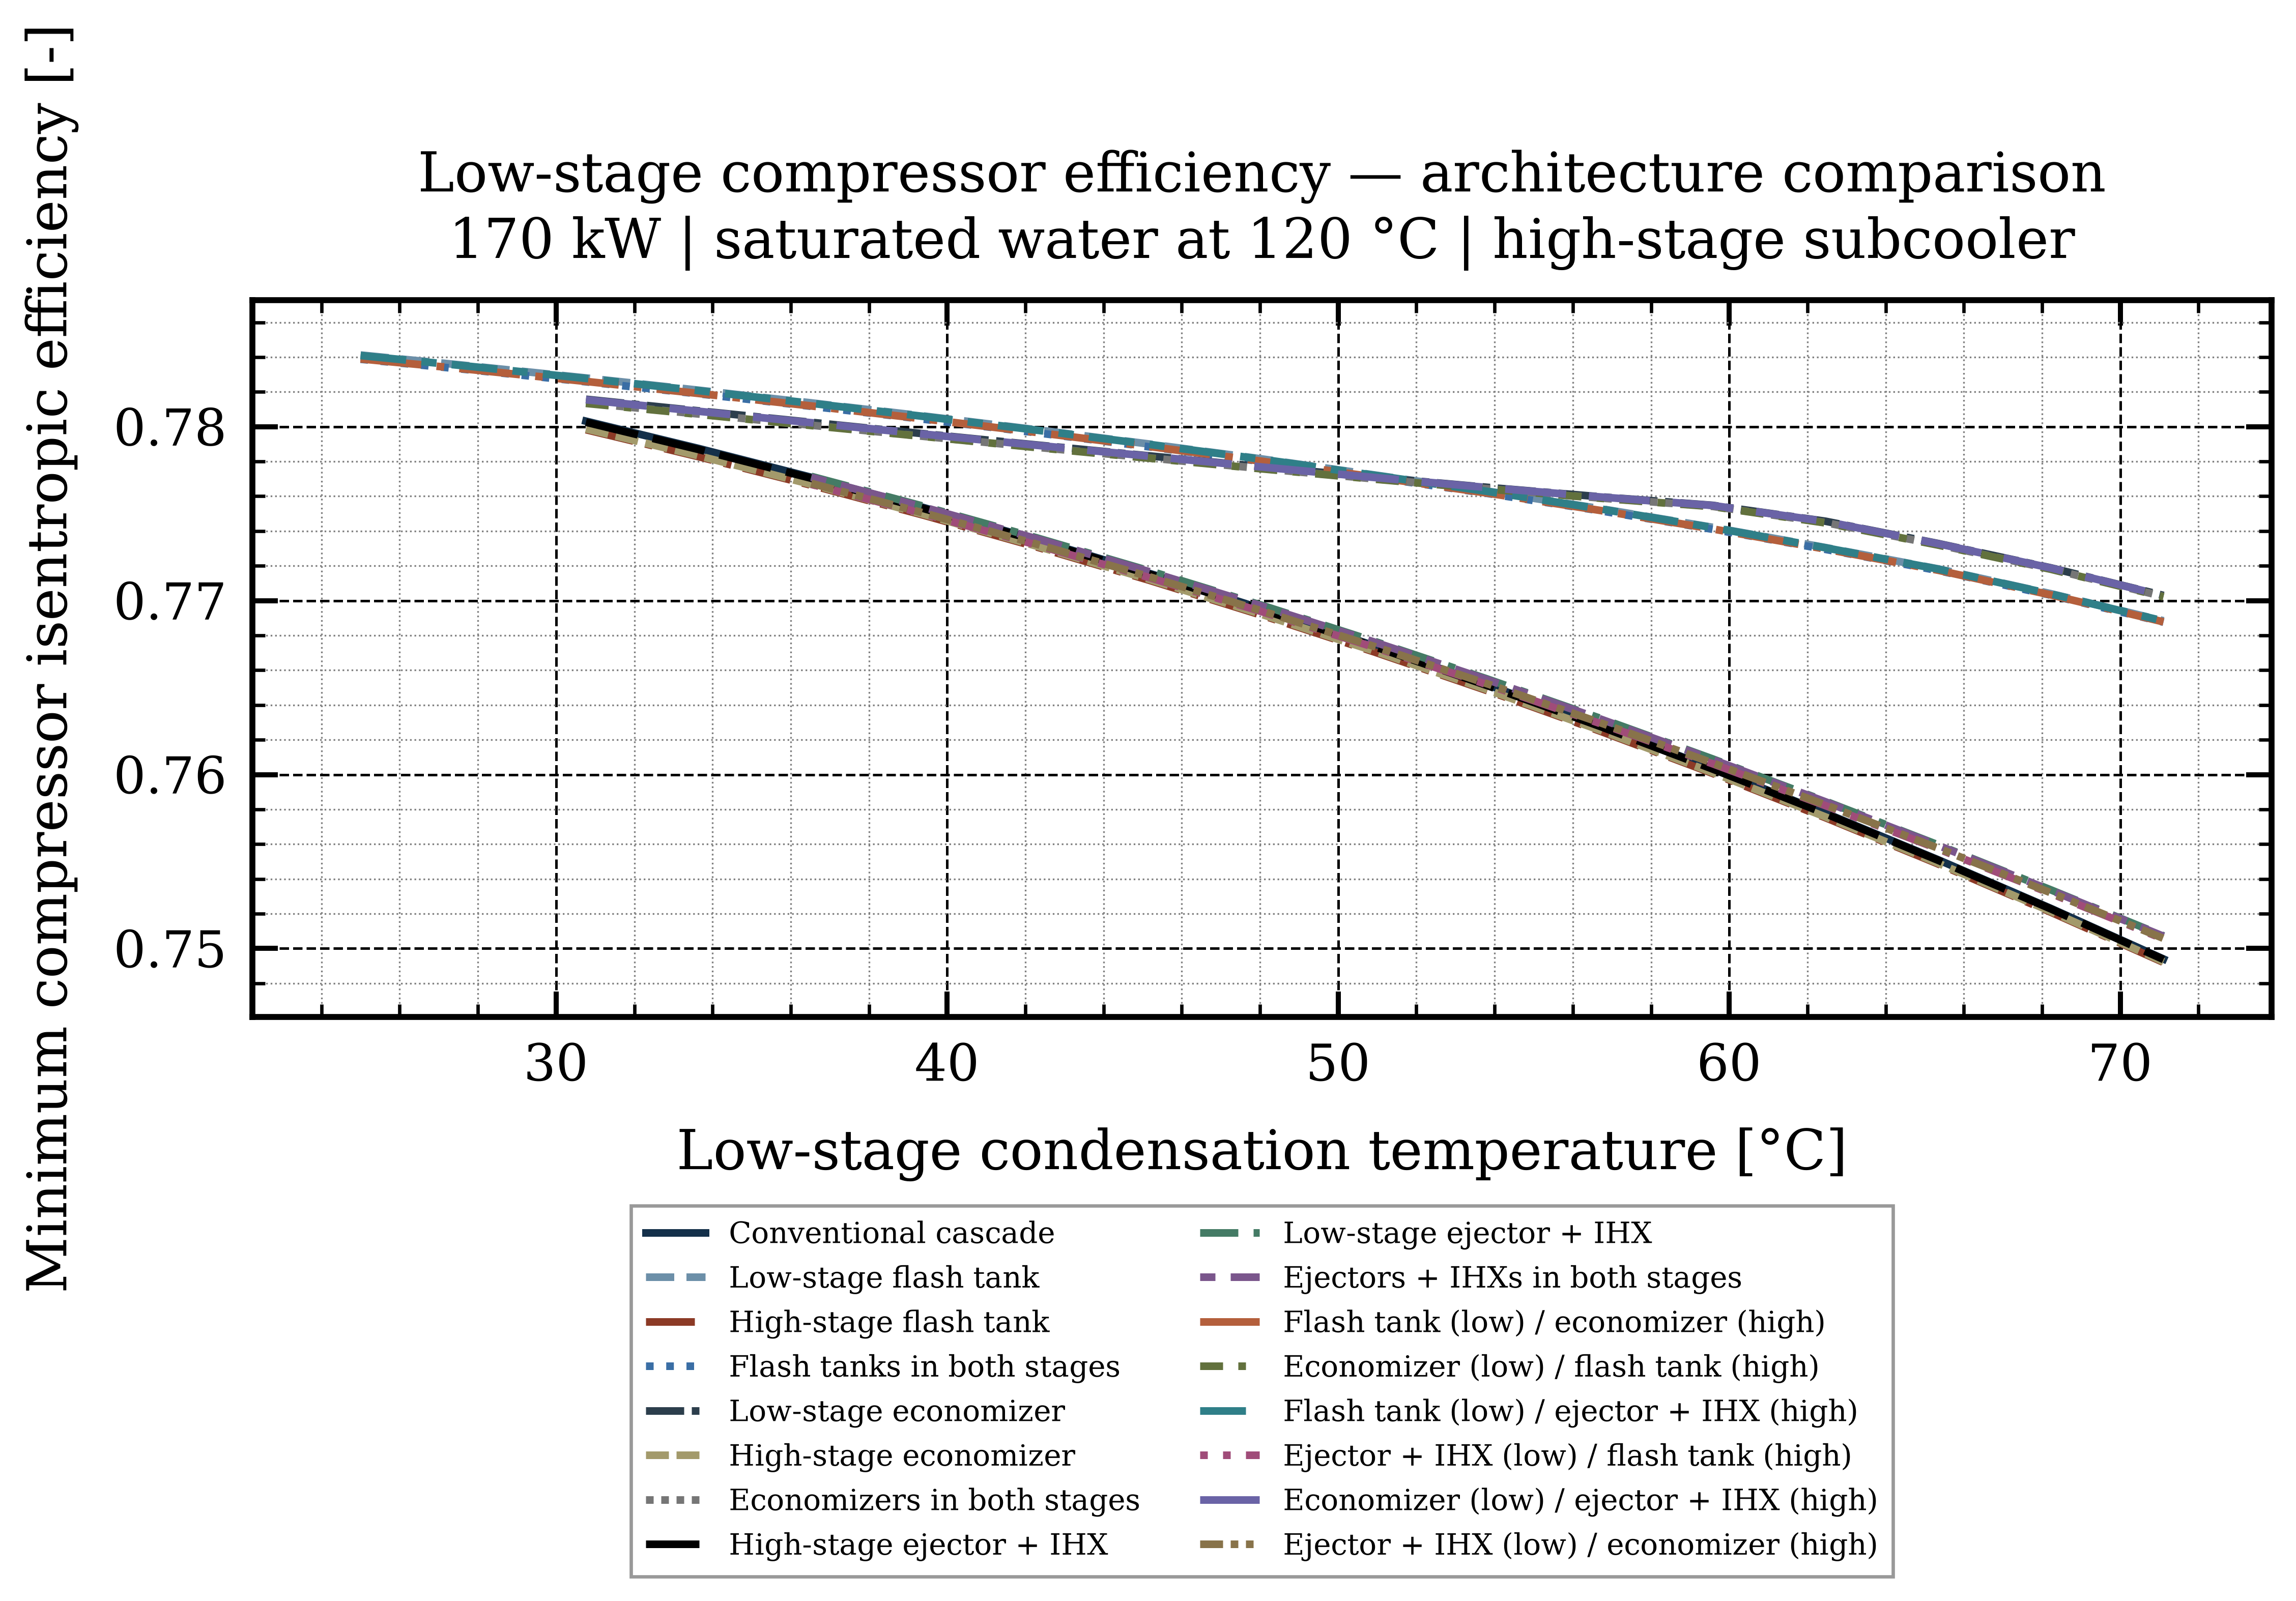 Low-stage compressor efficiency — architecture comparison
170 kW | saturated water at 120 °C | high-stage subcooler
Minimum compressor isentropic efficiency [-]
0.78
0.77
0.76
0.75
30
40
50
60
70
Low-stage condensation temperature [°C]
Conventional cascade
Low-stage flash tank
High-stage flash tank
Flash tanks in both stages
Low-stage economizer
High-stage economizer
Economizers in both stages
High-stage ejector + IHX
Low-stage ejector + IHX
Ejectors + IHXs in both stages
Flash tank (low) / economizer (high)
Economizer (low) / flash tank (high)
Flash tank (low) / ejector + IHX (high)
Ejector + IHX (low) / flash tank (high)
Economizer (low) / ejector + IHX (high)
Ejector + IHX (low) / economizer (high)